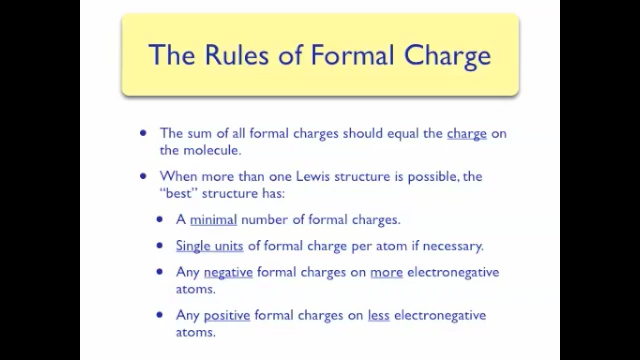 The Rules of Formal Charge
• The sum of all formal charges should equal the charge on
the molecule.
• When more than one Lewis structure is possible, the
“best” structure has:
• A minimal number of formal charges.
• Single units of formal charge per atom if necessary.
• Any negative formal charges on more electronegative
atoms.
• Any positive formal charges on less electronegative
atoms.